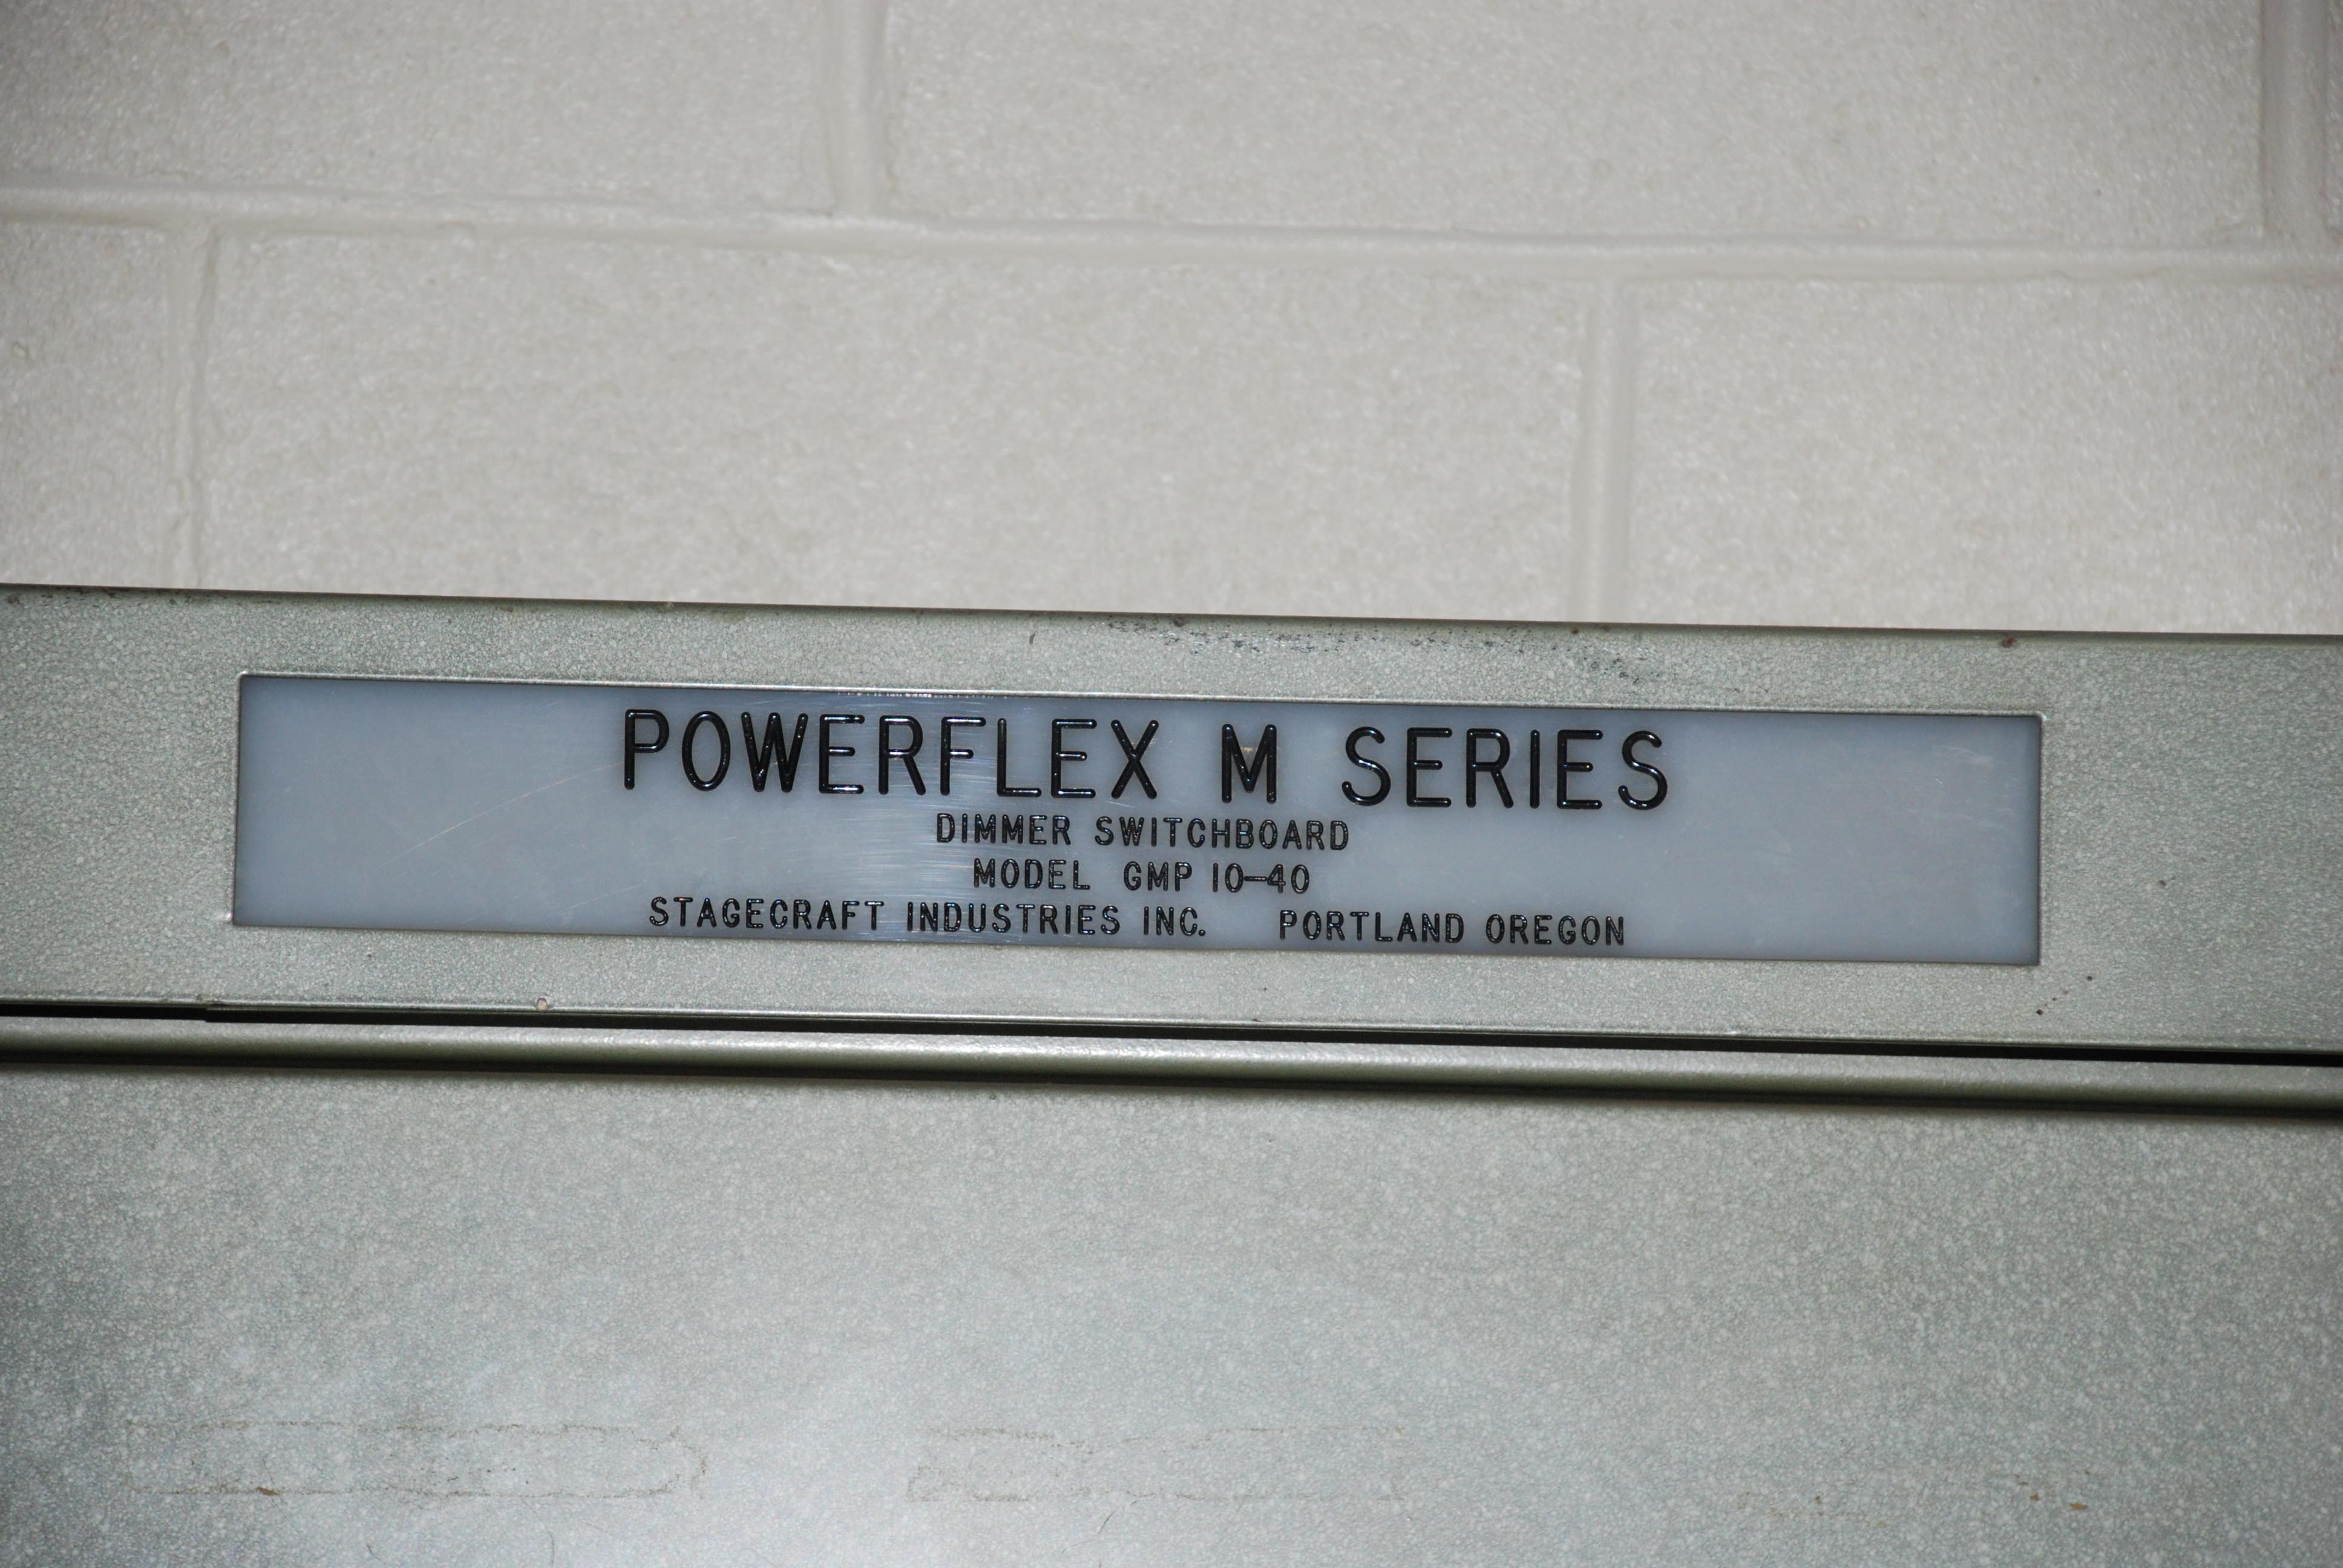 POWERFLEX M SERIES
DIMMER SWITCHBOARD
MODEL GMP 10-40
STAGECRAFT INDUSTRIES INC. PORTLAND OREGON